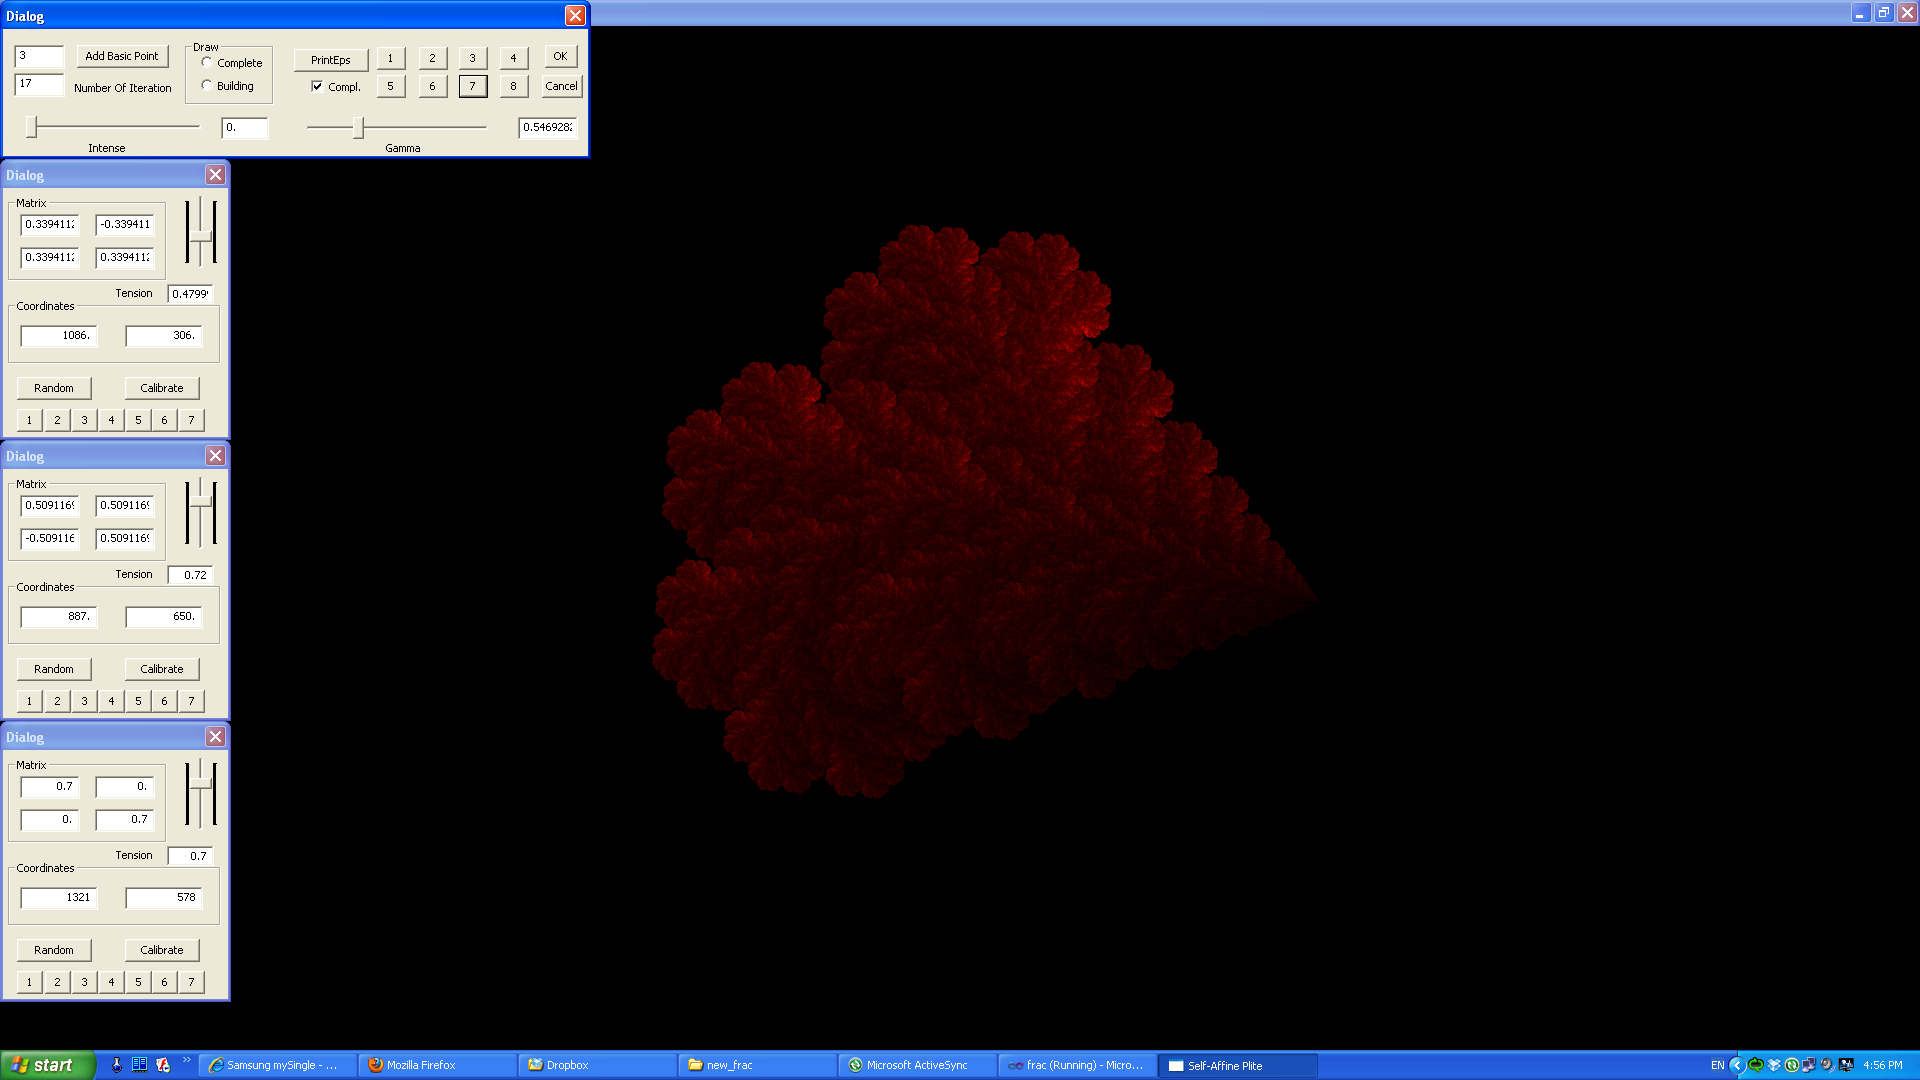 Dialog
3
Add Basic Point
Draw
Complete
Building
PrintEps
Compl.
1 2 3 4
OK
17
Number Of Iteration
5 6 7 8
Cancel
0.
0.546928
Intense
Gamma
Dialog
Matrix
0.339411 -0.339411
0.339411 0.339411
Tension 0.4799
Coordinates
1086. 306.
Random Calibrate
1 2 3 4 5 6 7
Dialog
Matrix
0.509116 0.509116
-0.509116 0.509116
Tension 0.72
Coordinates
887. 650.
Random Calibrate
1 2 3 4 5 6 7
Dialog
Matrix
0.7 0.
0. 0.7
Tension 0.7
Coordinates
1321 578
Random Calibrate
1 2 3 4 5 6 7
start
Samsung mySingle - ...
Mozilla Firefox
Dropbox
new_frac
Microsoft ActiveSync
frac (Running) - Micro...
Self-Affine Plite
EN
4:56 PM